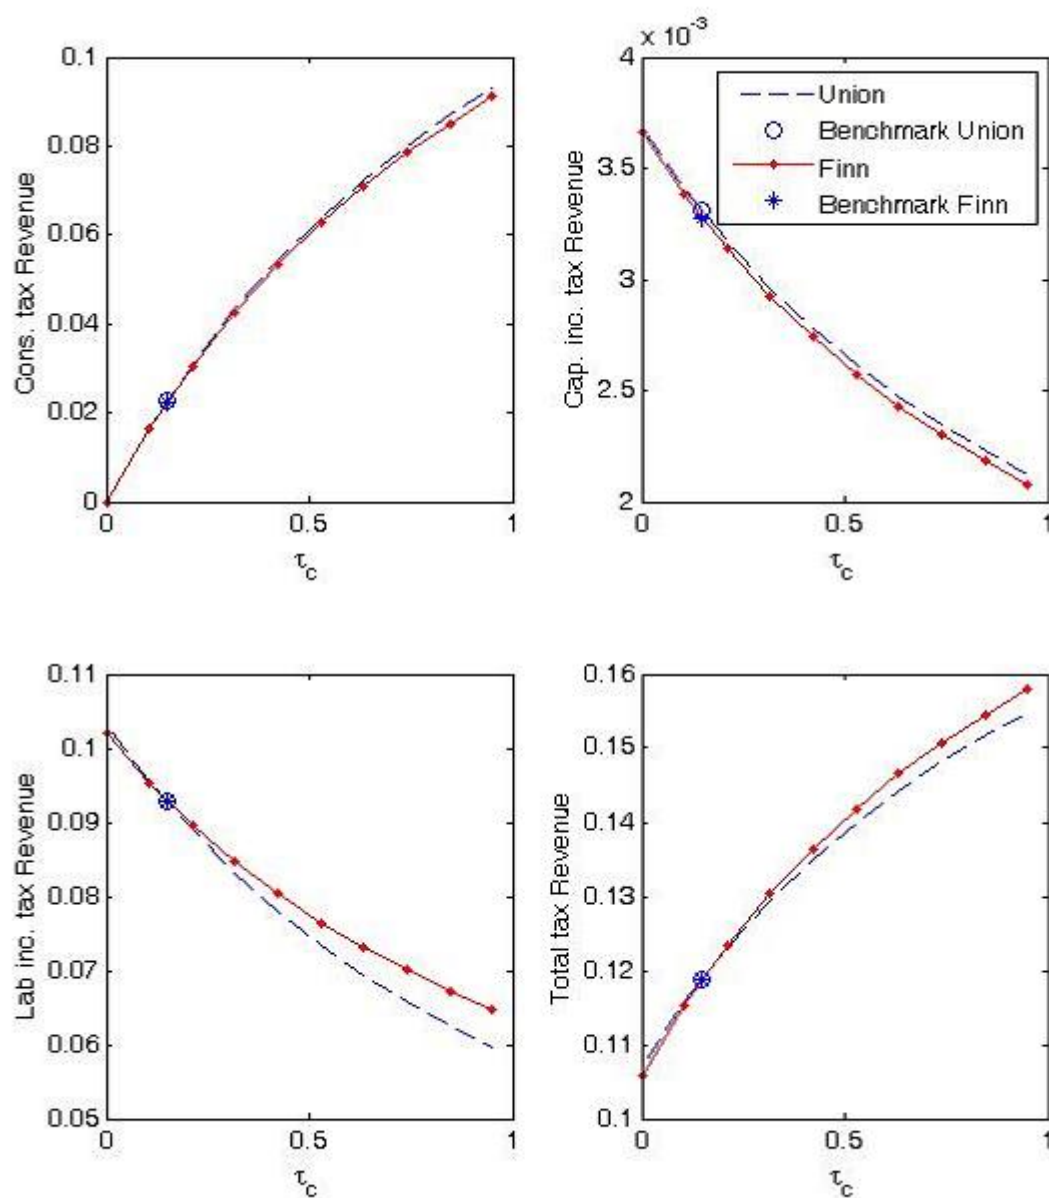 x 10⁻³
0.1
0.08
0.06
0.04
0.02
0
Cons. tax Revenue
0 0.5 1
τc
4
3.5
3
2.5
2
Cap. inc. tax Revenue
Union
Benchmark Union
Finn
Benchmark Finn
0 0.5 1
τc
0.11
0.1
0.09
0.08
0.07
0.06
0.05
Lab inc. tax Revenue
0 0.5 1
τc
0.16
0.15
0.14
0.13
0.12
0.11
0.1
Total tax Revenue
0 0.5 1
τc